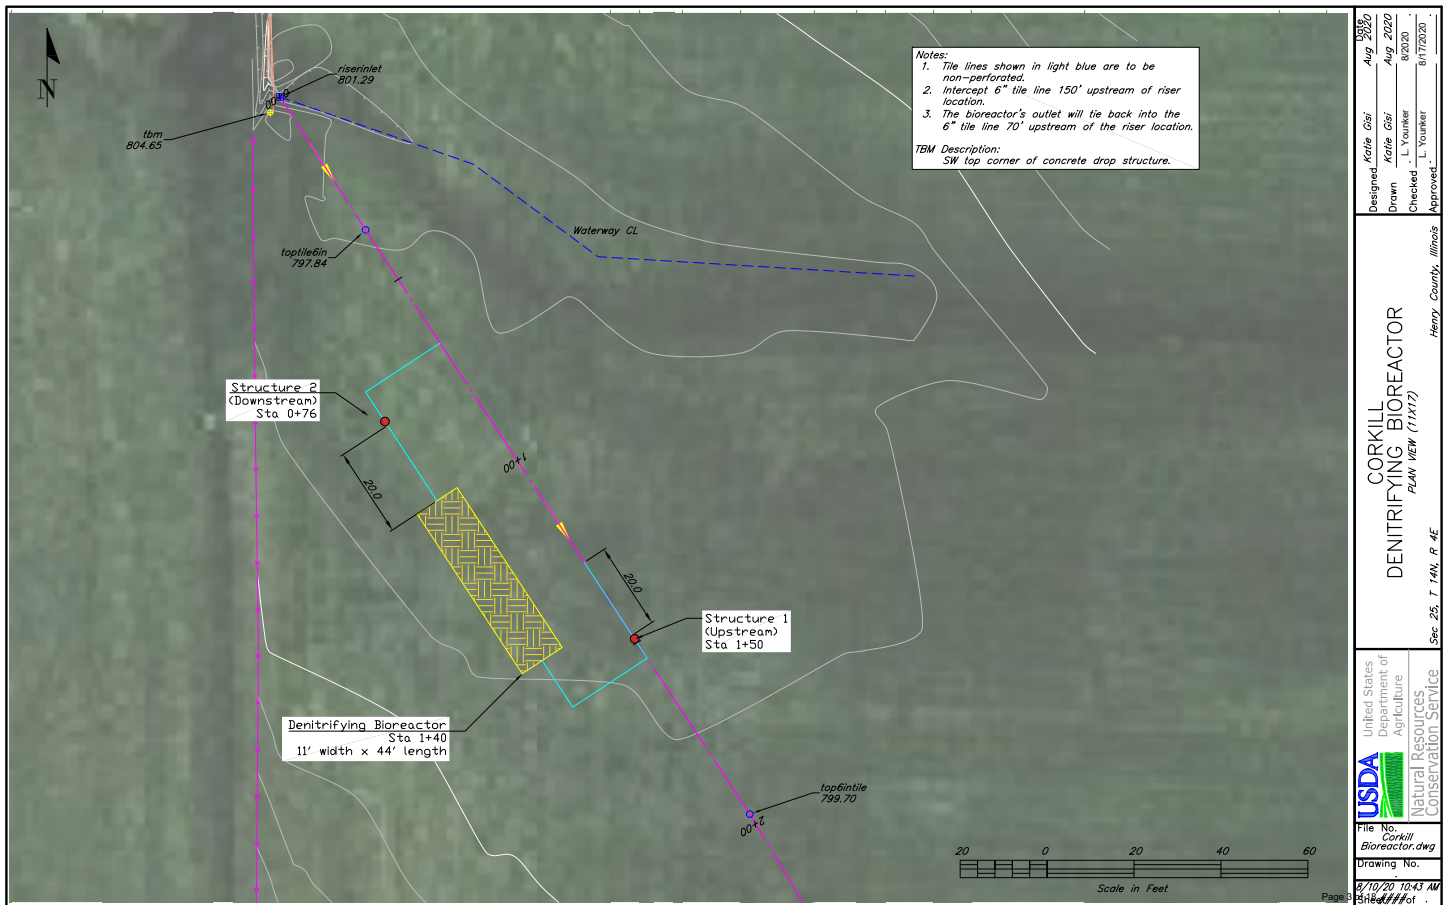 N
riserinlet
801.29
0+00
tbm
804.65
Notes:
1. Tile lines shown in light blue are to be
non-perforated.
2. Intercept 6" tile line 150' upstream of riser
location.
3. The bioreactor's outlet will tie back into the
6" tile line 70' upstream of the riser location.
TBM Description:
SW top corner of concrete drop structure.
Waterway CL
toptile6in
797.84
Structure 2
(Downstream)
Sta 0+76
20.0
1+00
20.0
Structure 1
(Upstream)
Sta 1+50
Denitrifying Bioreactor
Sta 1+40
11' width x 44' length
top6intile
799.70
2+00
20 0 20 40 60
Scale in Feet
Date
Designed Katie Gisi Aug 2020
Drawn Katie Gisi Aug 2020
Checked . L. Younker 8/2020 .
Approved . L. Younker 8/17/2020 .
CORKILL
DENITRIFYING BIOREACTOR
PLAN VIEW (11X17)
Sec 25, T 14N, R 4E Henry County, Illinois
USDA
United States
Department of
Agriculture
Natural Resources
Conservation Service
File No.
Corkill
Bioreactor.dwg
Drawing No.
.
8/10/20 10:43 AM
Sheet of .